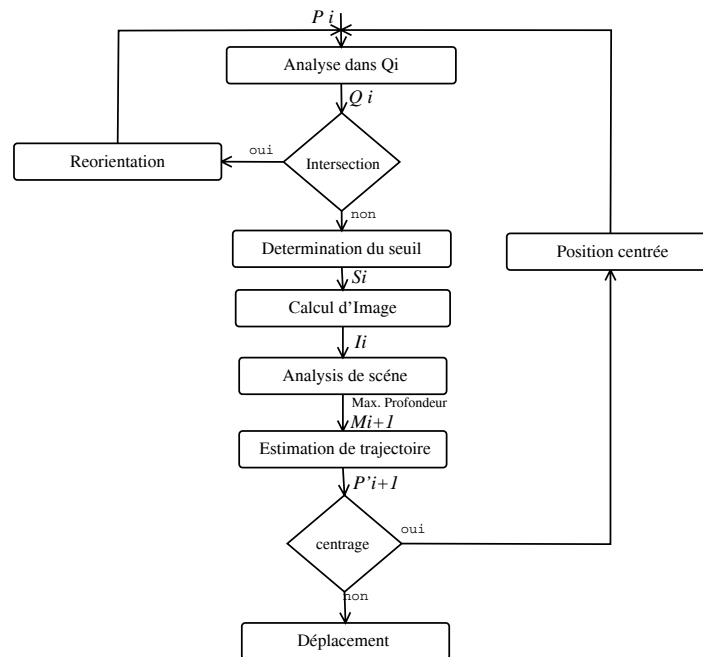 P i
Analyse dans Qi
Q i
oui
Reorientation
Intersection
non
Determination du seuil
Position centrée
Si
Calcul d'Image
Ii
Analysis de scéne
Max. Profondeur
Mi+1
Estimation de trajectoire
P'i+1
oui
centrage
non
Déplacement